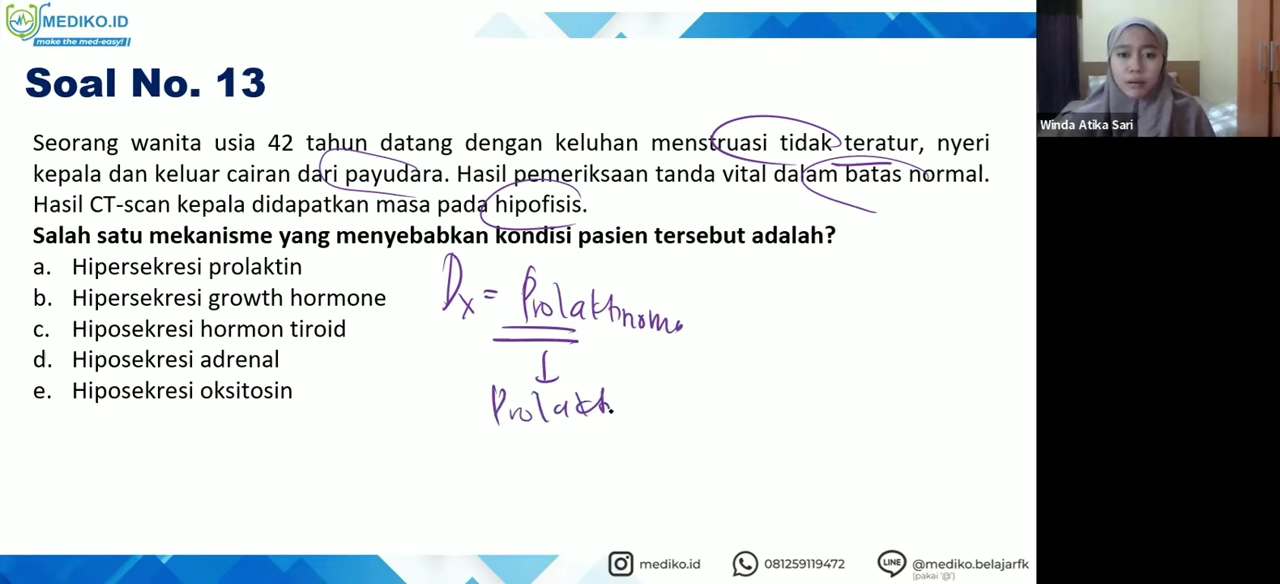 MEDIKO.ID
make the med-easy!
Soal No. 13
Winda Atika Sari
Seorang wanita usia 42 tahun datang dengan keluhan menstruasi tidak teratur, nyeri
kepala dan keluar cairan dari payudara. Hasil pemeriksaan tanda vital dalam batas normal.
Hasil CT-scan kepala didapatkan masa pada hipofisis.
Salah satu mekanisme yang menyebabkan kondisi pasien tersebut adalah?
a. Hipersekresi prolaktin
b. Hipersekresi growth hormone
c. Hiposekresi hormon tiroid
d. Hiposekresi adrenal
e. Hiposekresi oksitosin
Dx = Prolaktinoma
↓
Prolakt
mediko.id
081259119472
LINE
@mediko.belajarfk
(pakai '@')